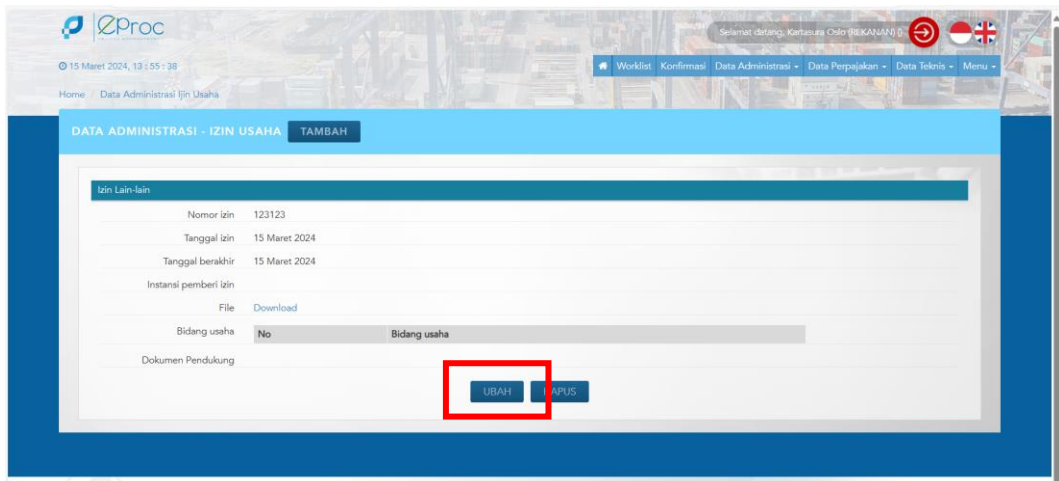 eProc
Selamat datang, Kartasura Oslo (REKANAN) ()
15 Maret 2024, 13 : 55 : 38
Worklist Konfirmasi Data Administrasi Data Perpajakan Data Teknis Menu
Home / Data Administrasi Ijin Usaha
DATA ADMINISTRASI - IZIN USAHA TAMBAH
Izin Lain-lain
Nomor izin 123123
Tanggal izin 15 Maret 2024
Tanggal berakhir 15 Maret 2024
Instansi pemberi izin
File Download
Bidang usaha No Bidang usaha
Dokumen Pendukung
UBAH HAPUS